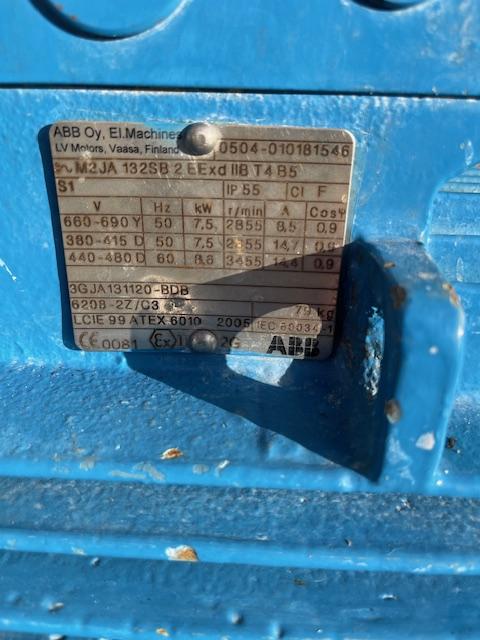 ABB Oy, El.Machines
LV Motors, Vaasa, Finland
0504-010181546
M2JA 132SB 2 EExd IIB T4 B5
S1 IP 55 Cl F
V Hz kW r/min A Cosφ
660-690 Y 50 7,5 2855 8,5 0,9
380-415 D 50 7,5 2855 14,7 0,9
440-480 D 60 8,6 3455 14,4 0,9
3GJA131120-BDB
6208-2Z/C3 79 kg
LCIE 99 ATEX 6010 2005 IEC 60034-1
CE 0081 Ex 2G ABB